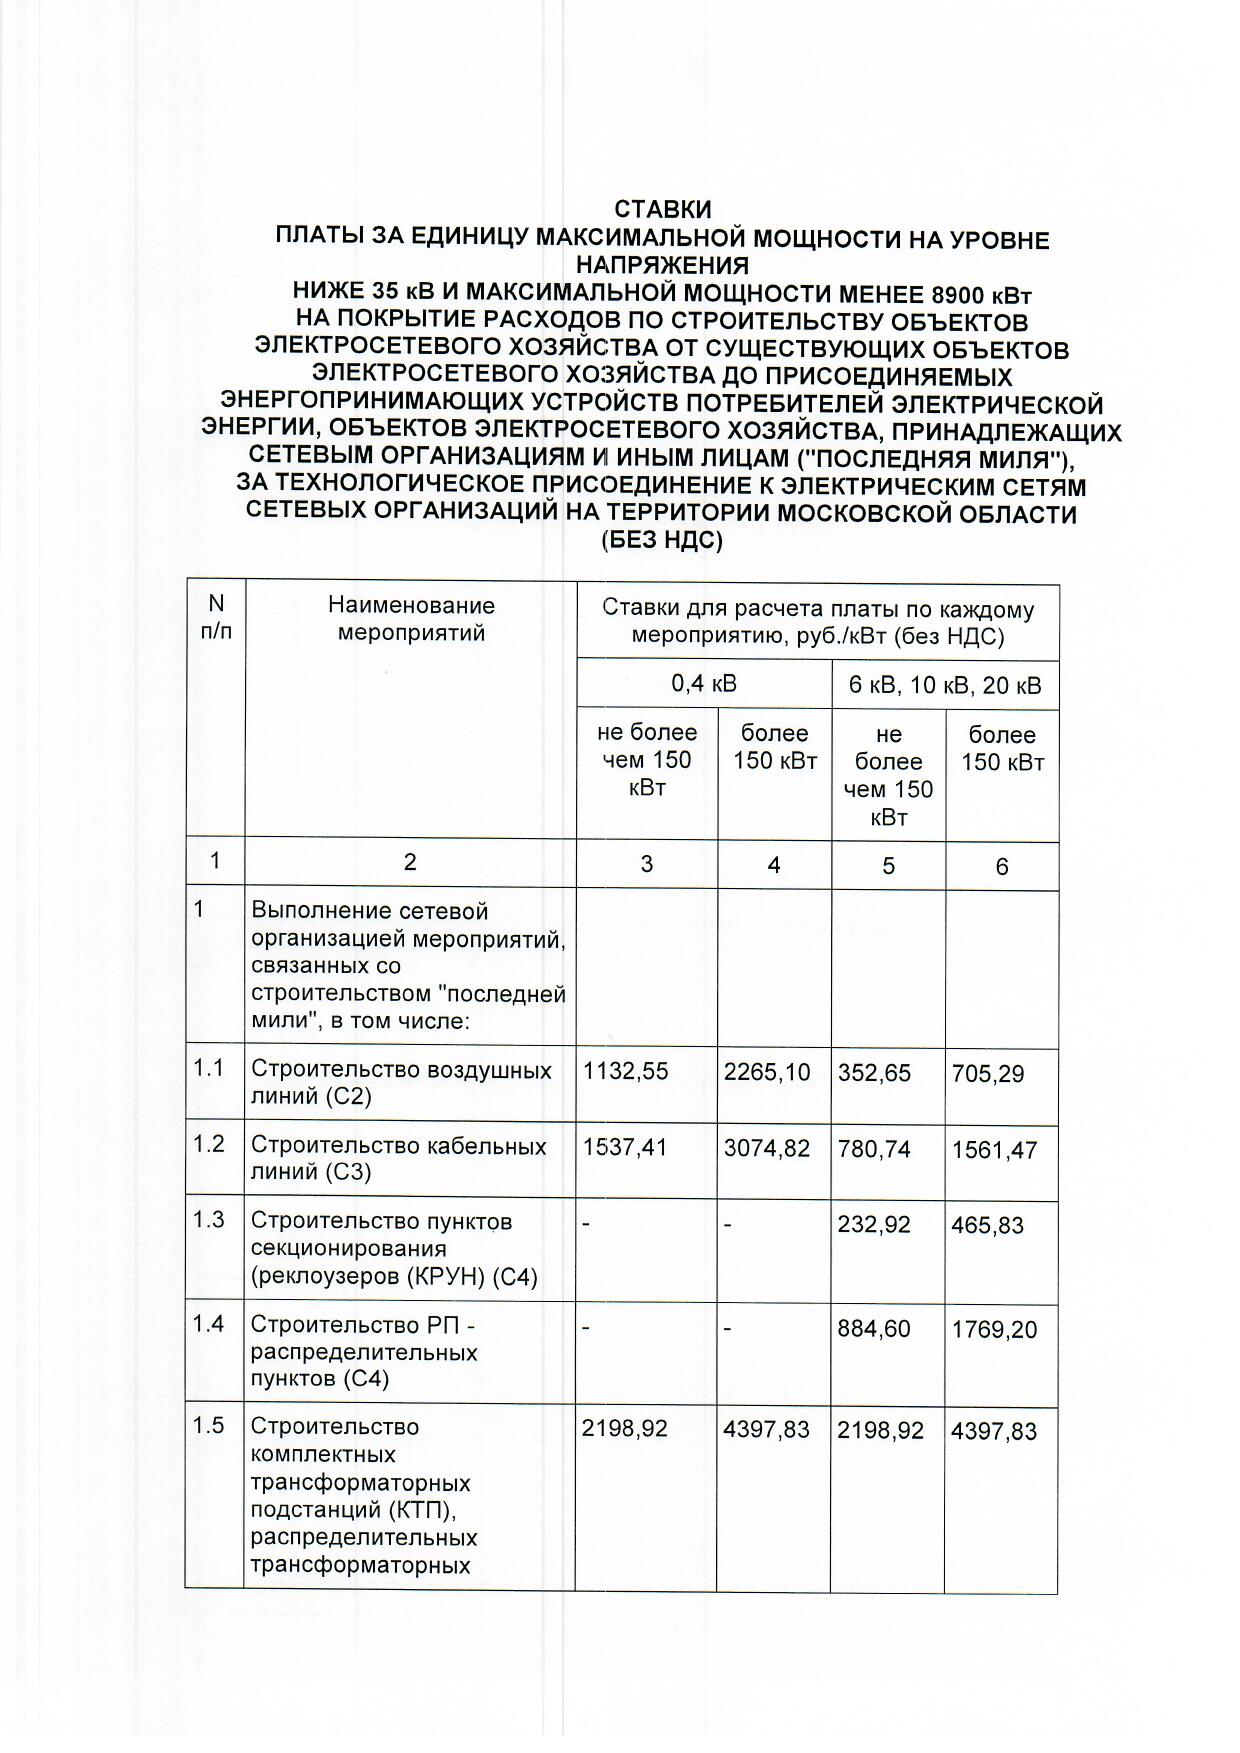 СТАВКИ
ПЛАТЫ ЗА ЕДИНИЦУ МАКСИМАЛЬНОЙ МОЩНОСТИ НА УРОВНЕ
НАПРЯЖЕНИЯ
НИЖЕ 35 кВ И МАКСИМАЛЬНОЙ МОЩНОСТИ МЕНЕЕ 8900 кВт
НА ПОКРЫТИЕ РАСХОДОВ ПО СТРОИТЕЛЬСТВУ ОБЪЕКТОВ
ЭЛЕКТРОСЕТЕВОГО ХОЗЯЙСТВА ОТ СУЩЕСТВУЮЩИХ ОБЪЕКТОВ
ЭЛЕКТРОСЕТЕВОГО ХОЗЯЙСТВА ДО ПРИСОЕДИНЯЕМЫХ
ЭНЕРГОПРИНИМАЮЩИХ УСТРОЙСТВ ПОТРЕБИТЕЛЕЙ ЭЛЕКТРИЧЕСКОЙ
ЭНЕРГИИ, ОБЪЕКТОВ ЭЛЕКТРОСЕТЕВОГО ХОЗЯЙСТВА, ПРИНАДЛЕЖАЩИХ
СЕТЕВЫМ ОРГАНИЗАЦИЯМ И ИНЫМ ЛИЦАМ ("ПОСЛЕДНЯЯ МИЛЯ"),
ЗА ТЕХНОЛОГИЧЕСКОЕ ПРИСОЕДИНЕНИЕ К ЭЛЕКТРИЧЕСКИМ СЕТЯМ
СЕТЕВЫХ ОРГАНИЗАЦИЙ НА ТЕРРИТОРИИ МОСКОВСКОЙ ОБЛАСТИ
(БЕЗ НДС)
N
п/п
Наименование
мероприятий
Ставки для расчета платы по каждому
мероприятию, руб./кВт (без НДС)
0,4 кВ
6 кВ, 10 кВ, 20 кВ
не более
чем 150
кВт
более
150 кВт
не
более
чем 150
кВт
более
150 кВт
1 2 3 4 5 6
1
Выполнение сетевой
организацией мероприятий,
связанных со
строительством "последней
мили", в том числе:
1.1
Строительство воздушных
линий (С2)
1132,55 2265,10 352,65 705,29
1.2
Строительство кабельных
линий (С3)
1537,41 3074,82 780,74 1561,47
1.3
Строительство пунктов
секционирования
(реклоузеров (КРУН) (С4)
- - 232,92 465,83
1.4
Строительство РП -
распределительных
пунктов (С4)
- - 884,60 1769,20
1.5
Строительство
комплектных
трансформаторных
подстанций (КТП),
распределительных
трансформаторных
2198,92 4397,83 2198,92 4397,83